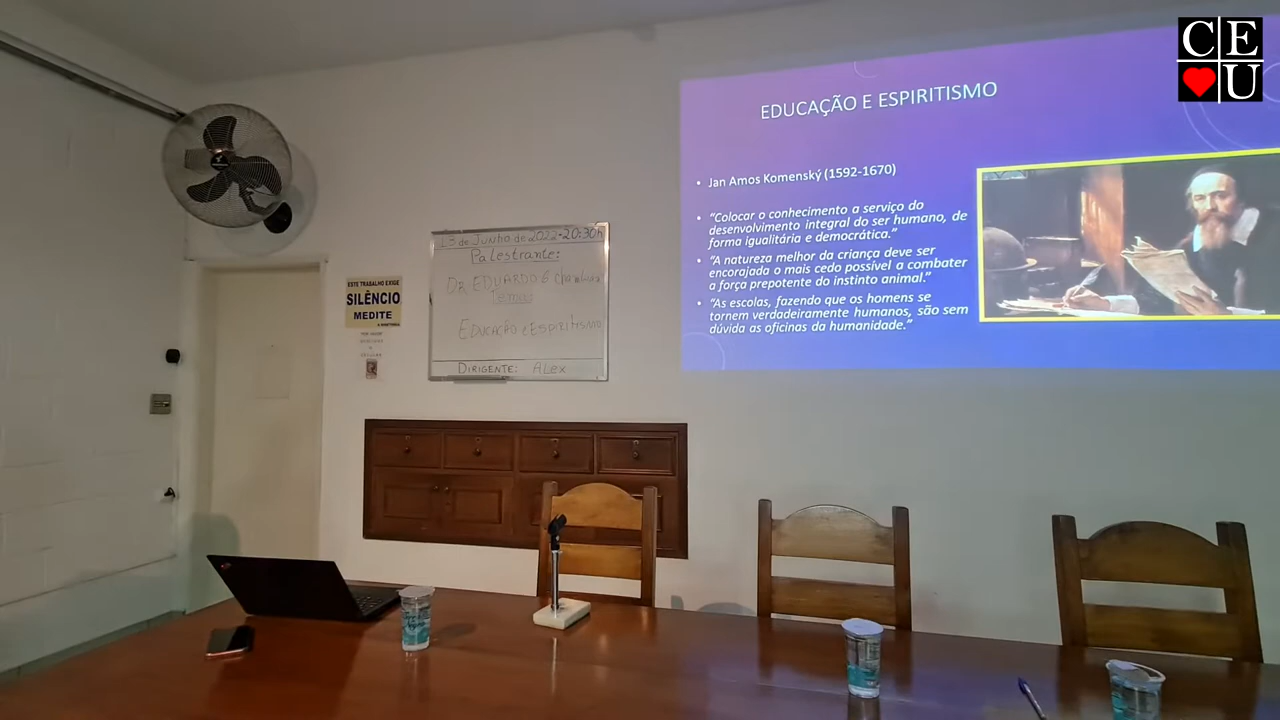 CE
U
EDUCAÇÃO E ESPIRITISMO
• Jan Amos Komenský (1592-1670)
• "Colocar o conhecimento a serviço do
desenvolvimento integral do ser humano, de
forma igualitária e democrática."
• "A natureza melhor da criança deve ser
encorajada o mais cedo possível a combater
a força prepotente do instinto animal."
• "As escolas, fazendo que os homens se
tornem verdadeiramente humanos, são sem
dúvida as oficinas da humanidade."
13 de Junho de 2022 • 20:30h
Palestrante:
Dr EDUARDO
Tema:
EDUCAÇÃO e ESPIRITISMO
DIRIGENTE: ALex
ESTE TRABALHO EXIGE
SILÊNCIO
MEDITE